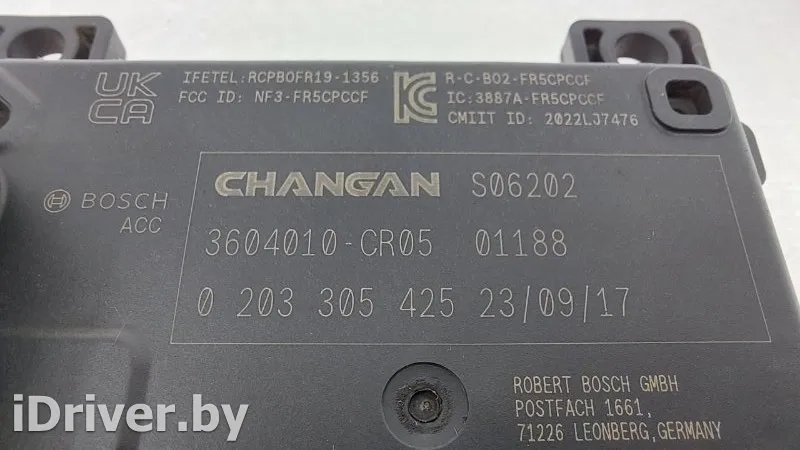 UK
CA
IFETEL:RCPBOFR19-1356
FCC ID: NF3-FR5CPCCF
R-C-BO2-FR5CPCCF
IC:3887A-FR5CPCCF
CMIIT ID: 2022LJ7476
BOSCH
ACC
CHANGAN S06202
3604010-CR05 01188
0 203 305 425 23/09/17
ROBERT BOSCH GMBH
POSTFACH 1661,
71226 LEONBERG,GERMANY
iDriver.by